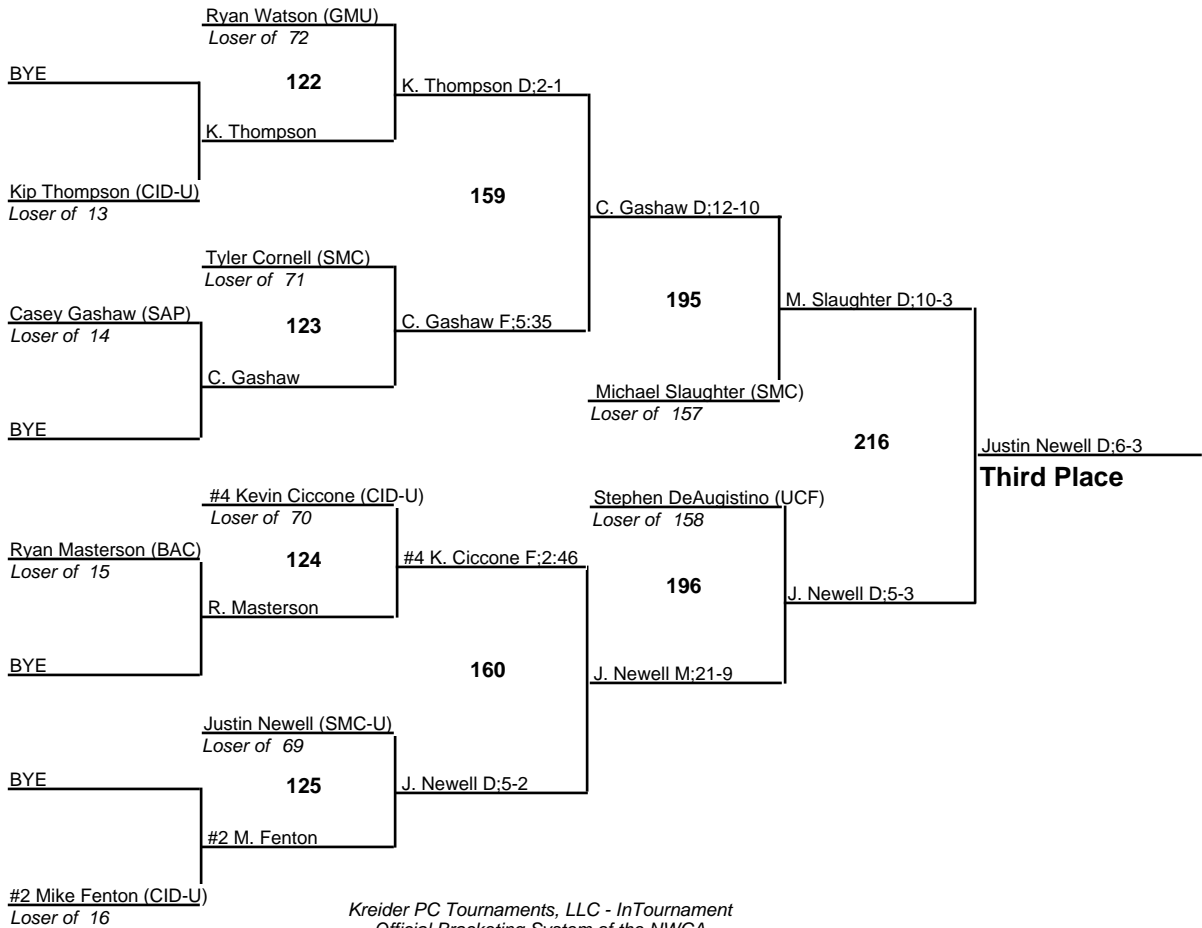 Ryan Watson (GMU)
Loser of 72
BYE
122
K. Thompson D;2-1
K. Thompson
Kip Thompson (CID-U)
Loser of 13
159
C. Gashaw D;12-10
Tyler Cornell (SMC)
Loser of 71
195
M. Slaughter D;10-3
Casey Gashaw (SAP)
Loser of 14
123
C. Gashaw F;5:35
C. Gashaw
Michael Slaughter (SMC)
Loser of 157
BYE
216
Justin Newell D;6-3
Third Place
#4 Kevin Ciccone (CID-U)
Loser of 70
Stephen DeAugistino (UCF)
Loser of 158
Ryan Masterson (BAC)
Loser of 15
124
#4 K. Ciccone F;2:46
196
J. Newell D;5-3
R. Masterson
BYE
160
J. Newell M;21-9
Justin Newell (SMC-U)
Loser of 69
BYE
125
J. Newell D;5-2
#2 M. Fenton
#2 Mike Fenton (CID-U)
Loser of 16
Kreider PC Tournaments, LLC - InTournament
Official Bracketing System of the NWCA